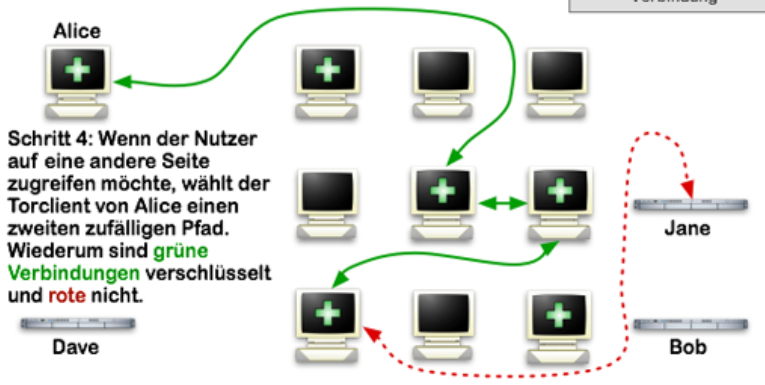 Verbindung
Alice
Schritt 4: Wenn der Nutzer
auf eine andere Seite
zugreifen möchte, wählt der
Torclient von Alice einen
zweiten zufälligen Pfad.
Wiederum sind grüne
Verbindungen verschlüsselt
und rote nicht.
Jane
Dave
Bob